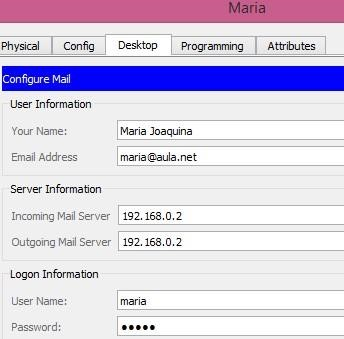 Maria
Physical Config Desktop Programming Attributes
Configure Mail
User Information
Your Name: Maria Joaquina
Email Address maria@aula.net
Server Information
Incoming Mail Server 192.168.0.2
Outgoing Mail Server 192.168.0.2
Logon Information
User Name: maria
Password: ●●●●●